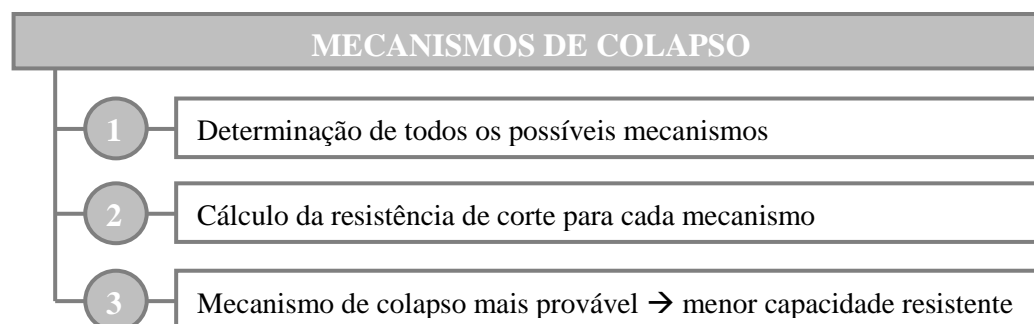 MECANISMOS DE COLAPSO
1 Determinação de todos os possíveis mecanismos
2 Cálculo da resistência de corte para cada mecanismo
3 Mecanismo de colapso mais provável → menor capacidade resistente